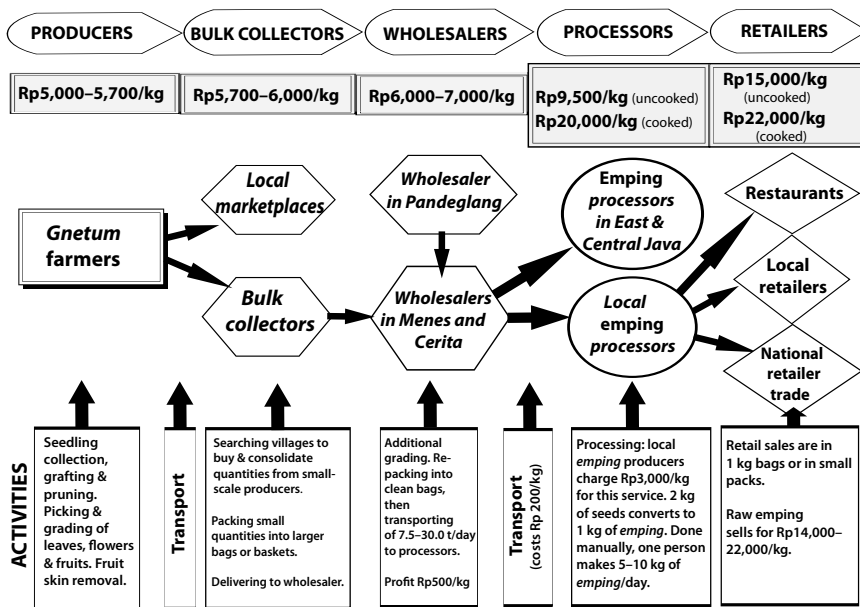 PRODUCERS
BULK COLLECTORS
WHOLESALERS
PROCESSORS
RETAILERS
Rp5,000–5,700/kg
Rp5,700–6,000/kg
Rp6,000–7,000/kg
Rp9,500/kg (uncooked)
Rp20,000/kg (cooked)
Rp15,000/kg
(uncooked)
Rp22,000/kg
(cooked)
Gnetum
farmers
Local
marketplaces
Bulk
collectors
Wholesaler
in Pandeglang
Wholesalers
in Menes and
Cerita
Emping
processors
in East &
Central Java
Local
emping
processors
Restaurants
Local
retailers
National
retailer
trade
ACTIVITIES
Seedling
collection,
grafting &
pruning.
Picking &
grading of
leaves, flowers
& fruits. Fruit
skin removal.
Transport
Searching villages to
buy & consolidate
quantities from small-
scale producers.
Packing small
quantities into larger
bags or baskets.
Delivering to wholesaler.
Additional
grading. Re-
packing into
clean bags,
then
transporting
of 7.5–30.0 t/day
to processors.
Profit Rp500/kg
Transport
(costs Rp 200/kg)
Processing: local
emping producers
charge Rp3,000/kg
for this service. 2 kg
of seeds converts to
1 kg of emping. Done
manually, one person
makes 5–10 kg of
emping/day.
Retail sales are in
1 kg bags or in small
packs.
Raw emping
sells for Rp14,000–
22,000/kg.